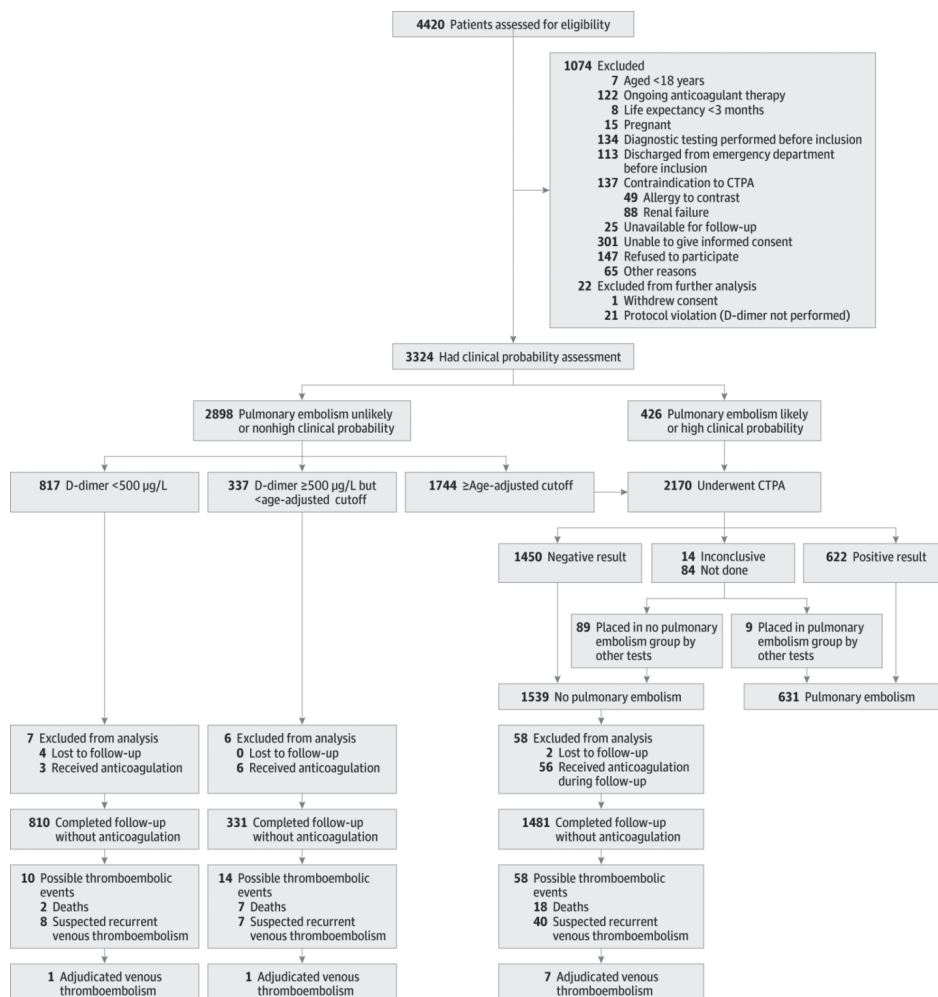 4420 Patients assessed for eligibility
1074 Excluded
7 Aged <18 years
122 Ongoing anticoagulant therapy
8 Life expectancy <3 months
15 Pregnant
134 Diagnostic testing performed before inclusion
113 Discharged from emergency department
before inclusion
137 Contraindication to CTPA
49 Allergy to contrast
88 Renal failure
25 Unavailable for follow-up
301 Unable to give informed consent
147 Refused to participate
65 Other reasons
22 Excluded from further analysis
1 Withdrew consent
21 Protocol violation (D-dimer not performed)
3324 Had clinical probability assessment
2898 Pulmonary embolism unlikely
or nonhigh clinical probability
426 Pulmonary embolism likely
or high clinical probability
817 D-dimer <500 µg/L
337 D-dimer ≥500 µg/L but
<age-adjusted cutoff
1744 ≥Age-adjusted cutoff
2170 Underwent CTPA
1450 Negative result
14 Inconclusive
84 Not done
622 Positive result
89 Placed in no pulmonary
embolism group by
other tests
9 Placed in pulmonary
embolism group by
other tests
1539 No pulmonary embolism
631 Pulmonary embolism
7 Excluded from analysis
4 Lost to follow-up
3 Received anticoagulation
6 Excluded from analysis
0 Lost to follow-up
6 Received anticoagulation
58 Excluded from analysis
2 Lost to follow-up
56 Received anticoagulation
during follow-up
810 Completed follow-up
without anticoagulation
331 Completed follow-up
without anticoagulation
1481 Completed follow-up
without anticoagulation
10 Possible thromboembolic
events
2 Deaths
8 Suspected recurrent
venous thromboembolism
14 Possible thromboembolic
events
7 Deaths
7 Suspected recurrent
venous thromboembolism
58 Possible thromboembolic
events
18 Deaths
40 Suspected recurrent
venous thromboembolism
1 Adjudicated venous
thromboembolism
1 Adjudicated venous
thromboembolism
7 Adjudicated venous
thromboembolism